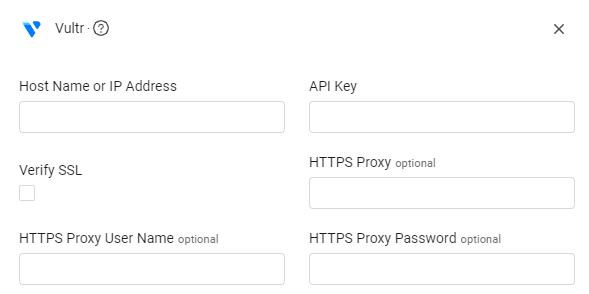 Vultr · ?
Host Name or IP Address
API Key
Verify SSL
HTTPS Proxy optional
HTTPS Proxy User Name optional
HTTPS Proxy Password optional